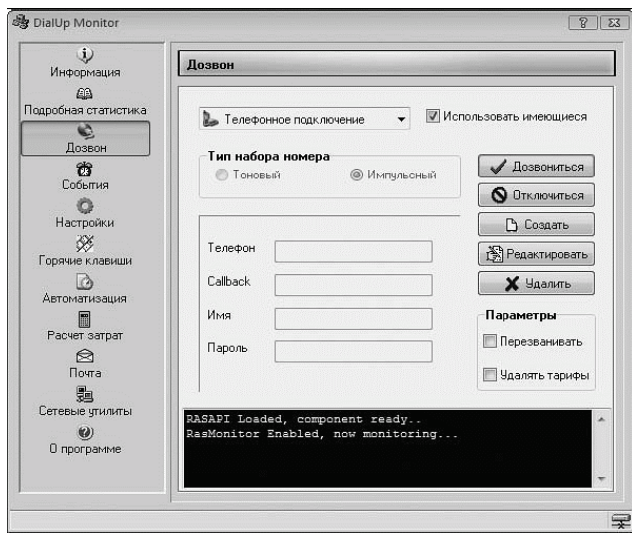 DialUp Monitor
Информация
Подробная статистика
Дозвон
События
Настройки
Горячие клавиши
Автоматизация
Расчет затрат
Почта
Сетевые утилиты
О программе
Дозвон
Телефонное подключение
Использовать имеющиеся
Тип набора номера
Тоновый
Импульсный
Дозвониться
Отключиться
Создать
Редактировать
Удалить
Телефон
Callback
Имя
Пароль
Параметры
Перезванивать
Удалять тарифы
RASAPI Loaded, component ready..
RasMonitor Enabled, now monitoring...